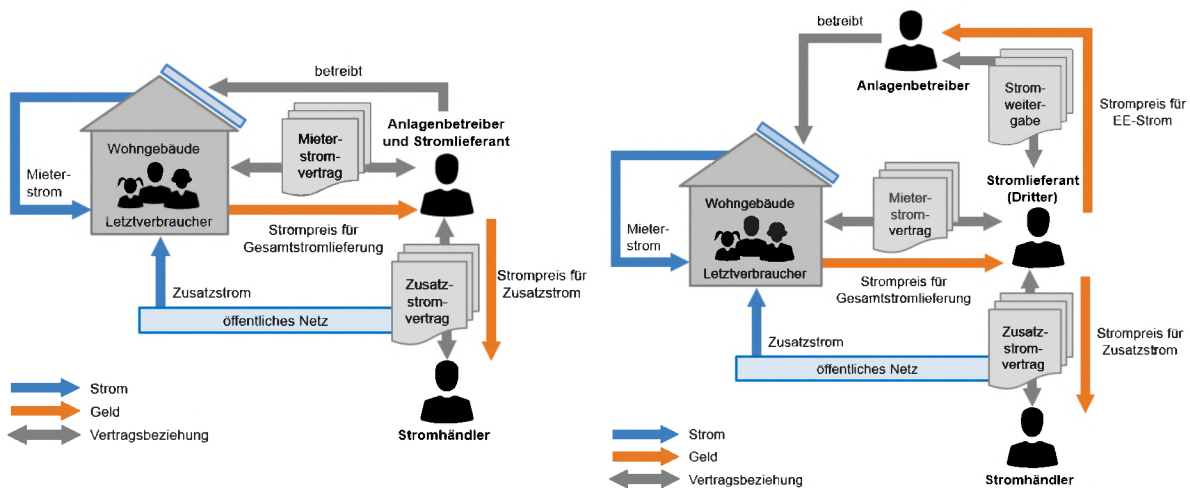 betreibt
Anlagenbetreiber
und Stromlieferant
Wohngebäude
Mieter-
strom-
vertrag
Mieter-
strom
Letztverbraucher
Strompreis für
Gesamtstromlieferung
Zusatzstrom
Zusatz-
strom-
vertrag
Strompreis für
Zusatzstrom
öffentliches Netz
Strom
Geld
Vertragsbeziehung
Stromhändler
betreibt
Anlagenbetreiber
Strom-
weiter-
gabe
Strompreis für
EE-Strom
Stromlieferant
(Dritter)
Wohngebäude
Mieter-
strom-
vertrag
Mieter-
strom
Letztverbraucher
Strompreis für
Gesamtstromlieferung
Zusatzstrom
Zusatz-
strom-
vertrag
Strompreis für
Zusatzstrom
öffentliches Netz
Strom
Geld
Vertragsbeziehung
Stromhändler